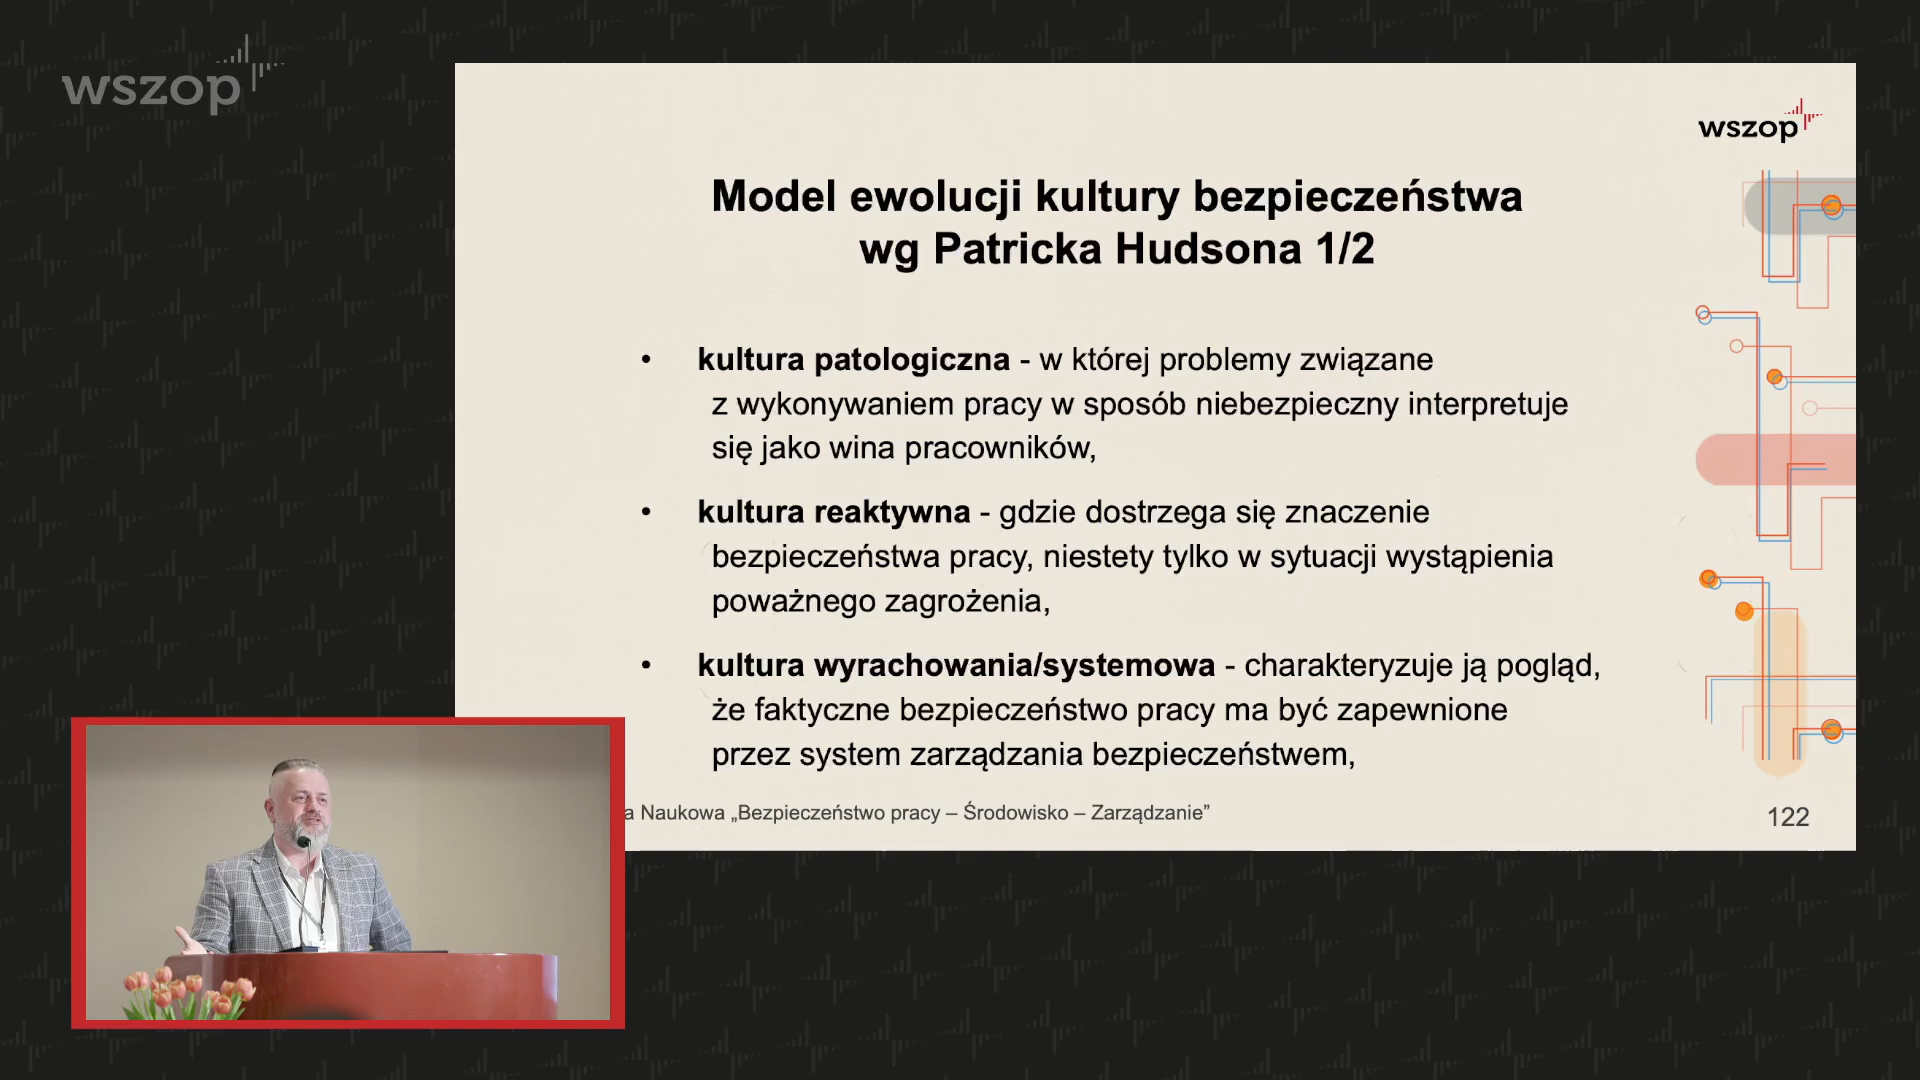 wszop
wszop
Model ewolucji kultury bezpieczeństwa
wg Patricka Hudsona 1/2
• kultura patologiczna - w której problemy związane
z wykonywaniem pracy w sposób niebezpieczny interpretuje
się jako wina pracowników,
• kultura reaktywna - gdzie dostrzega się znaczenie
bezpieczeństwa pracy, niestety tylko w sytuacji wystąpienia
poważnego zagrożenia,
• kultura wyrachowania/systemowa - charakteryzuje ją pogląd,
że faktyczne bezpieczeństwo pracy ma być zapewnione
przez system zarządzania bezpieczeństwem,
a Naukowa „Bezpieczeństwo pracy – Środowisko – Zarządzanie”
122